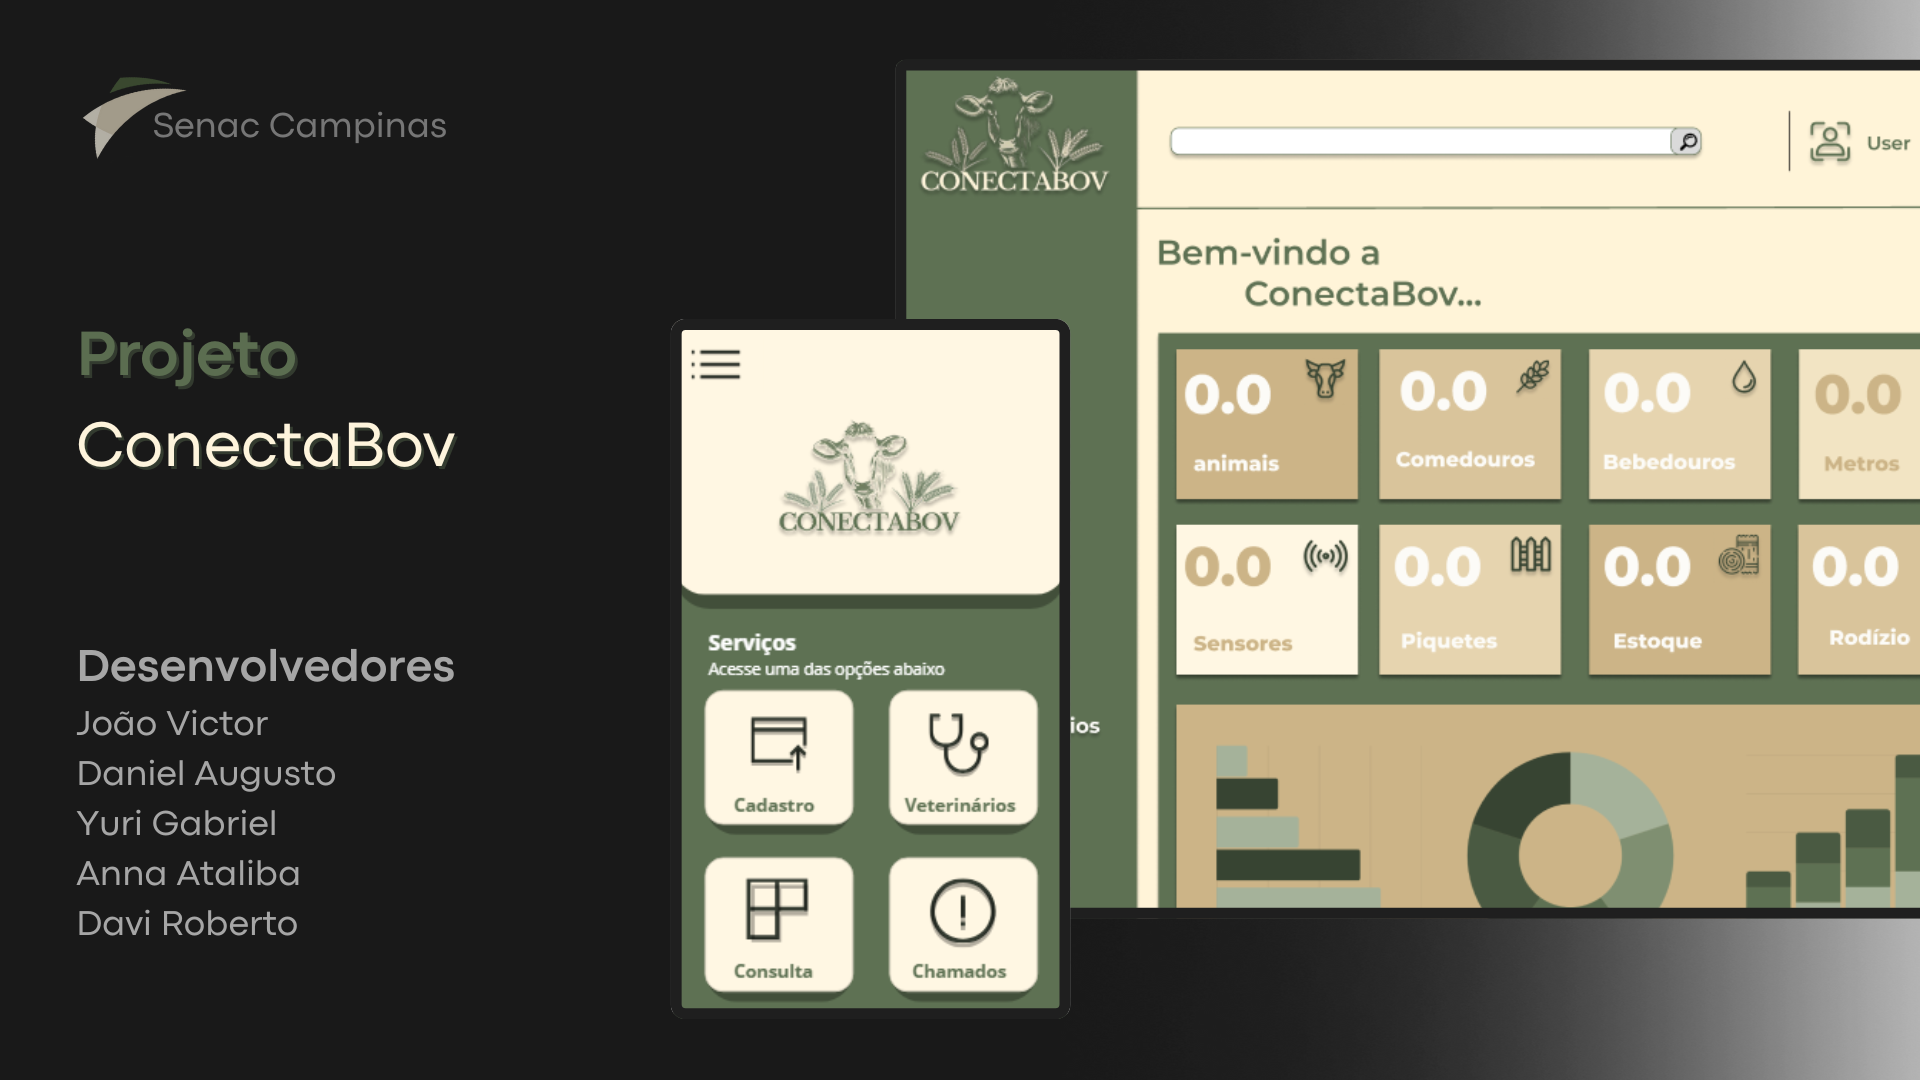 Senac Campinas
Projeto
ConectaBov
Desenvolvedores
João Victor
Daniel Augusto
Yuri Gabriel
Anna Ataliba
Davi Roberto
CONECTABOV
Serviços
Acesse uma das opções abaixo
Cadastro
Veterinários
Consulta
Chamados
CONECTABOV
User
Bem-vindo a
ConectaBov...
0.0
animais
0.0
Comedouros
0.0
Bebedouros
0.0
Metros
0.0
Sensores
0.0
Piquetes
0.0
Estoque
0.0
Rodízio
ios